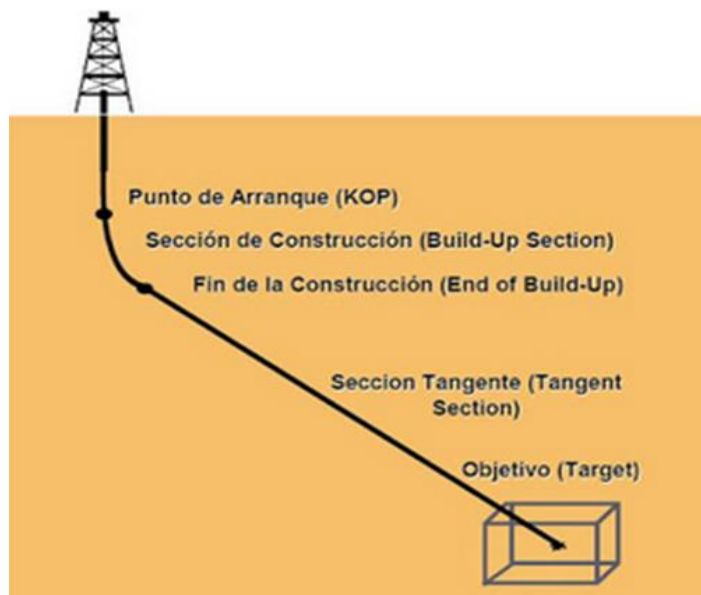 Punto de Arranque (KOP)
Sección de Construcción (Build-Up Section)
Fin de la Construcción (End of Build-Up)
Seccion Tangente (Tangent
Section)
Objetivo (Target)